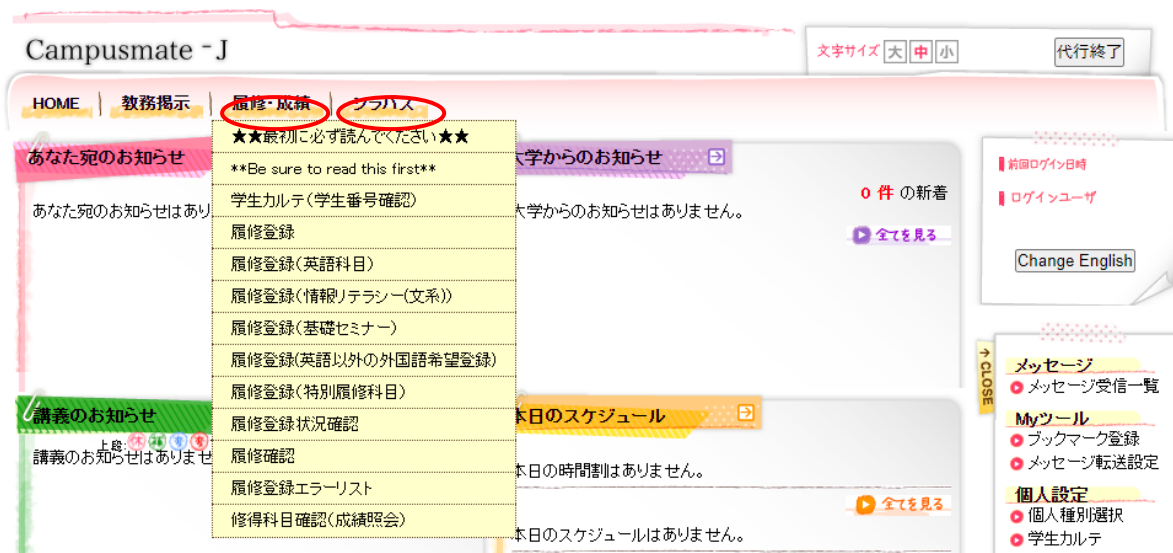 Campusmate - J
文字サイズ 大 中 小
代行終了
HOME
教務掲示
履修・成績
シラバス
★★最初に必ず読んでください★★
**Be sure to read this first**
学生カルテ(学生番号確認)
履修登録
履修登録(英語科目)
履修登録(情報リテラシー(文系))
履修登録(基礎セミナー)
履修登録(英語以外の外国語希望登録)
履修登録(特別履修科目)
履修登録状況確認
履修確認
履修登録エラーリスト
修得科目確認(成績照会)
あなた宛のお知らせ
あなた宛のお知らせはあり
大学からのお知らせ
0 件 の新着
大学からのお知らせはありません。
全てを見る
講義のお知らせ
上段:休 補 変
講義のお知らせはありませ
本日のスケジュール
本日の時間割はありません。
全てを見る
本日のスケジュールはありません。
前回ログイン日時
ログインユーザ
Change English
→ CLOSE
メッセージ
メッセージ受信一覧
Myツール
ブックマーク登録
メッセージ転送設定
個人設定
個人種別選択
学生カルテ